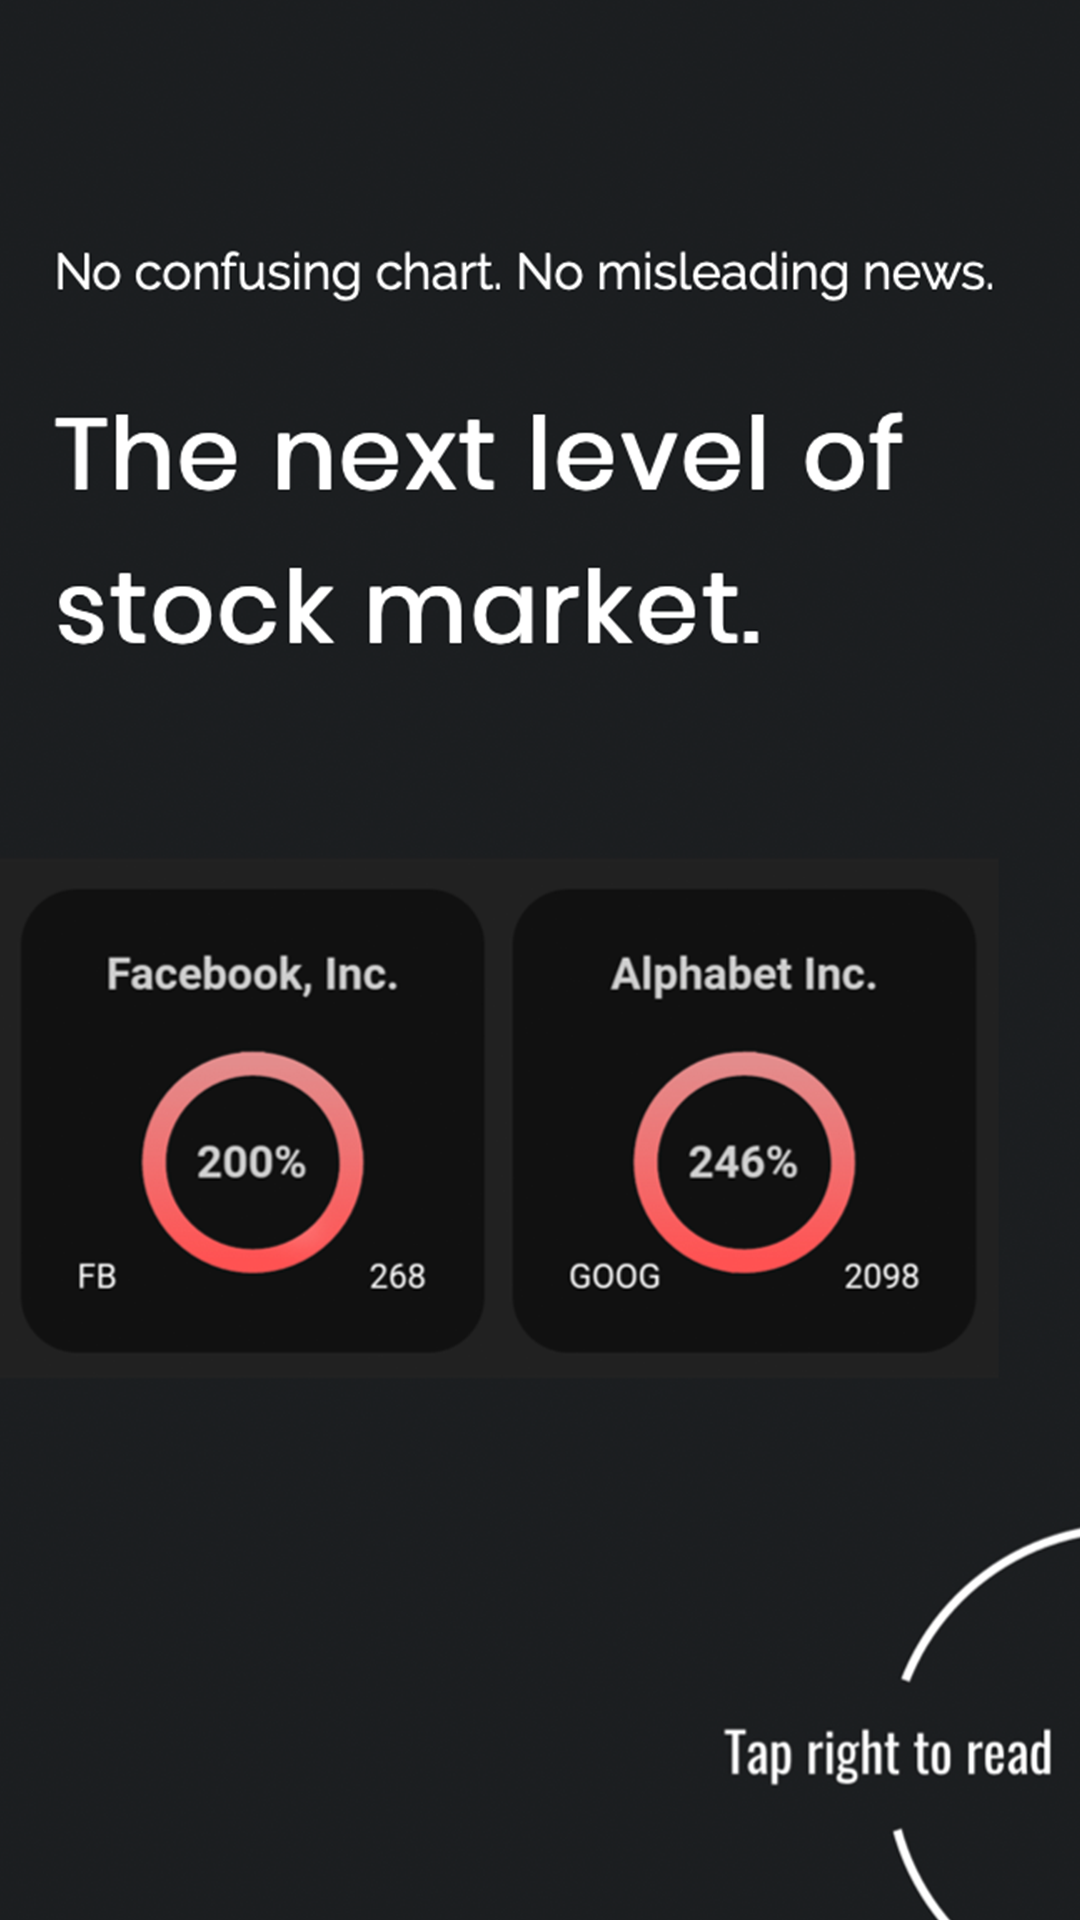 No confusing chart. No misleading news.
The next level of
stock market.
Facebook, Inc.
200%
FB
268
Alphabet Inc.
246%
GOOG
2098
Tap right to read